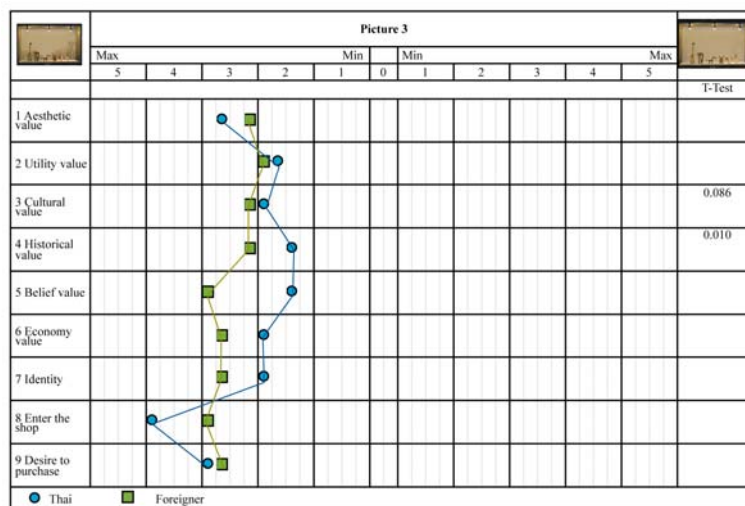 Picture 3
Max Min Min Max
5 4 3 2 1 0 1 2 3 4 5
T-Test
1 Aesthetic
value
2 Utility value
3 Cultural
value
0.086
4 Historical
value
0.010
5 Belief value
6 Economy
value
7 Identity
8 Enter the
shop
9 Desire to
purchase
Thai Foreigner